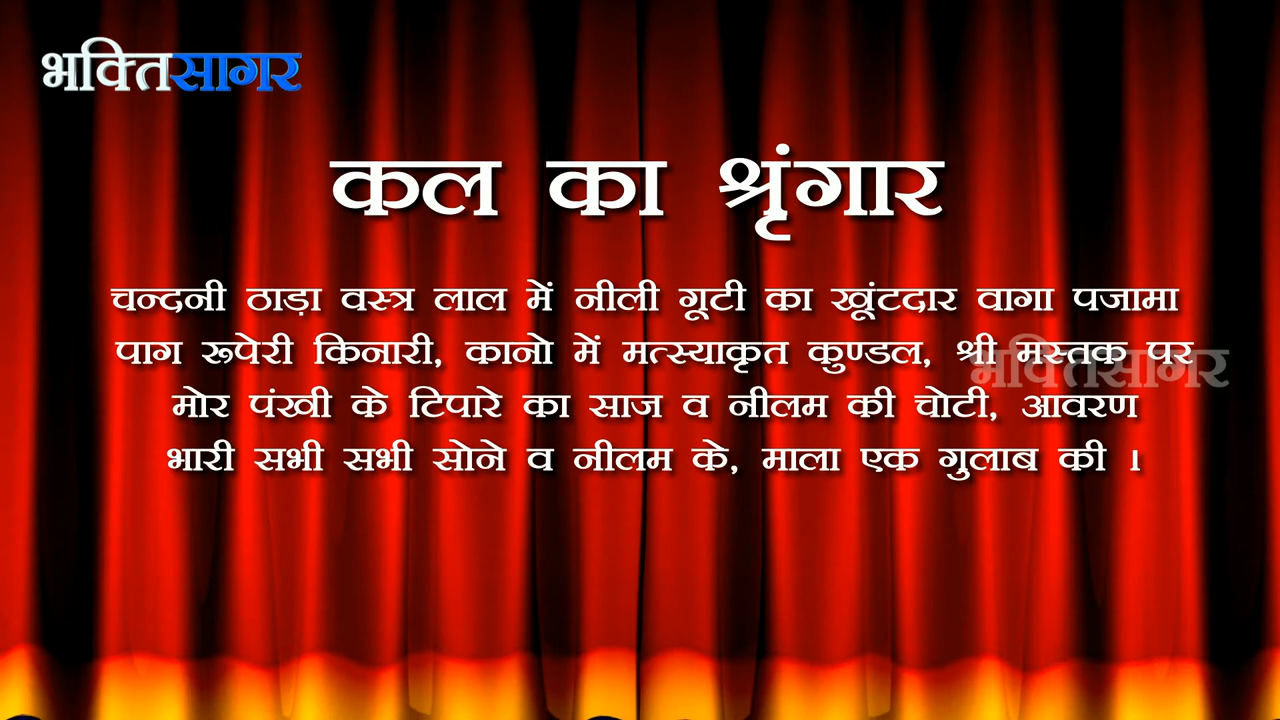 भक्तिसागर
कल का श्रृंगार
चन्दनी ठाड़ा वस्त्र लाल में नीली गूटी का खूंटदार वागा पजामा
पाग रूपेरी किनारी, कानो में मत्स्याकृत कुण्डल, श्री मस्तक पर
भक्तिसागर
मोर पंखी के टिपारे का साज व नीलम की चोटी, आवरण
भारी सभी सभी सोने व नीलम के, माला एक गुलाब की ।